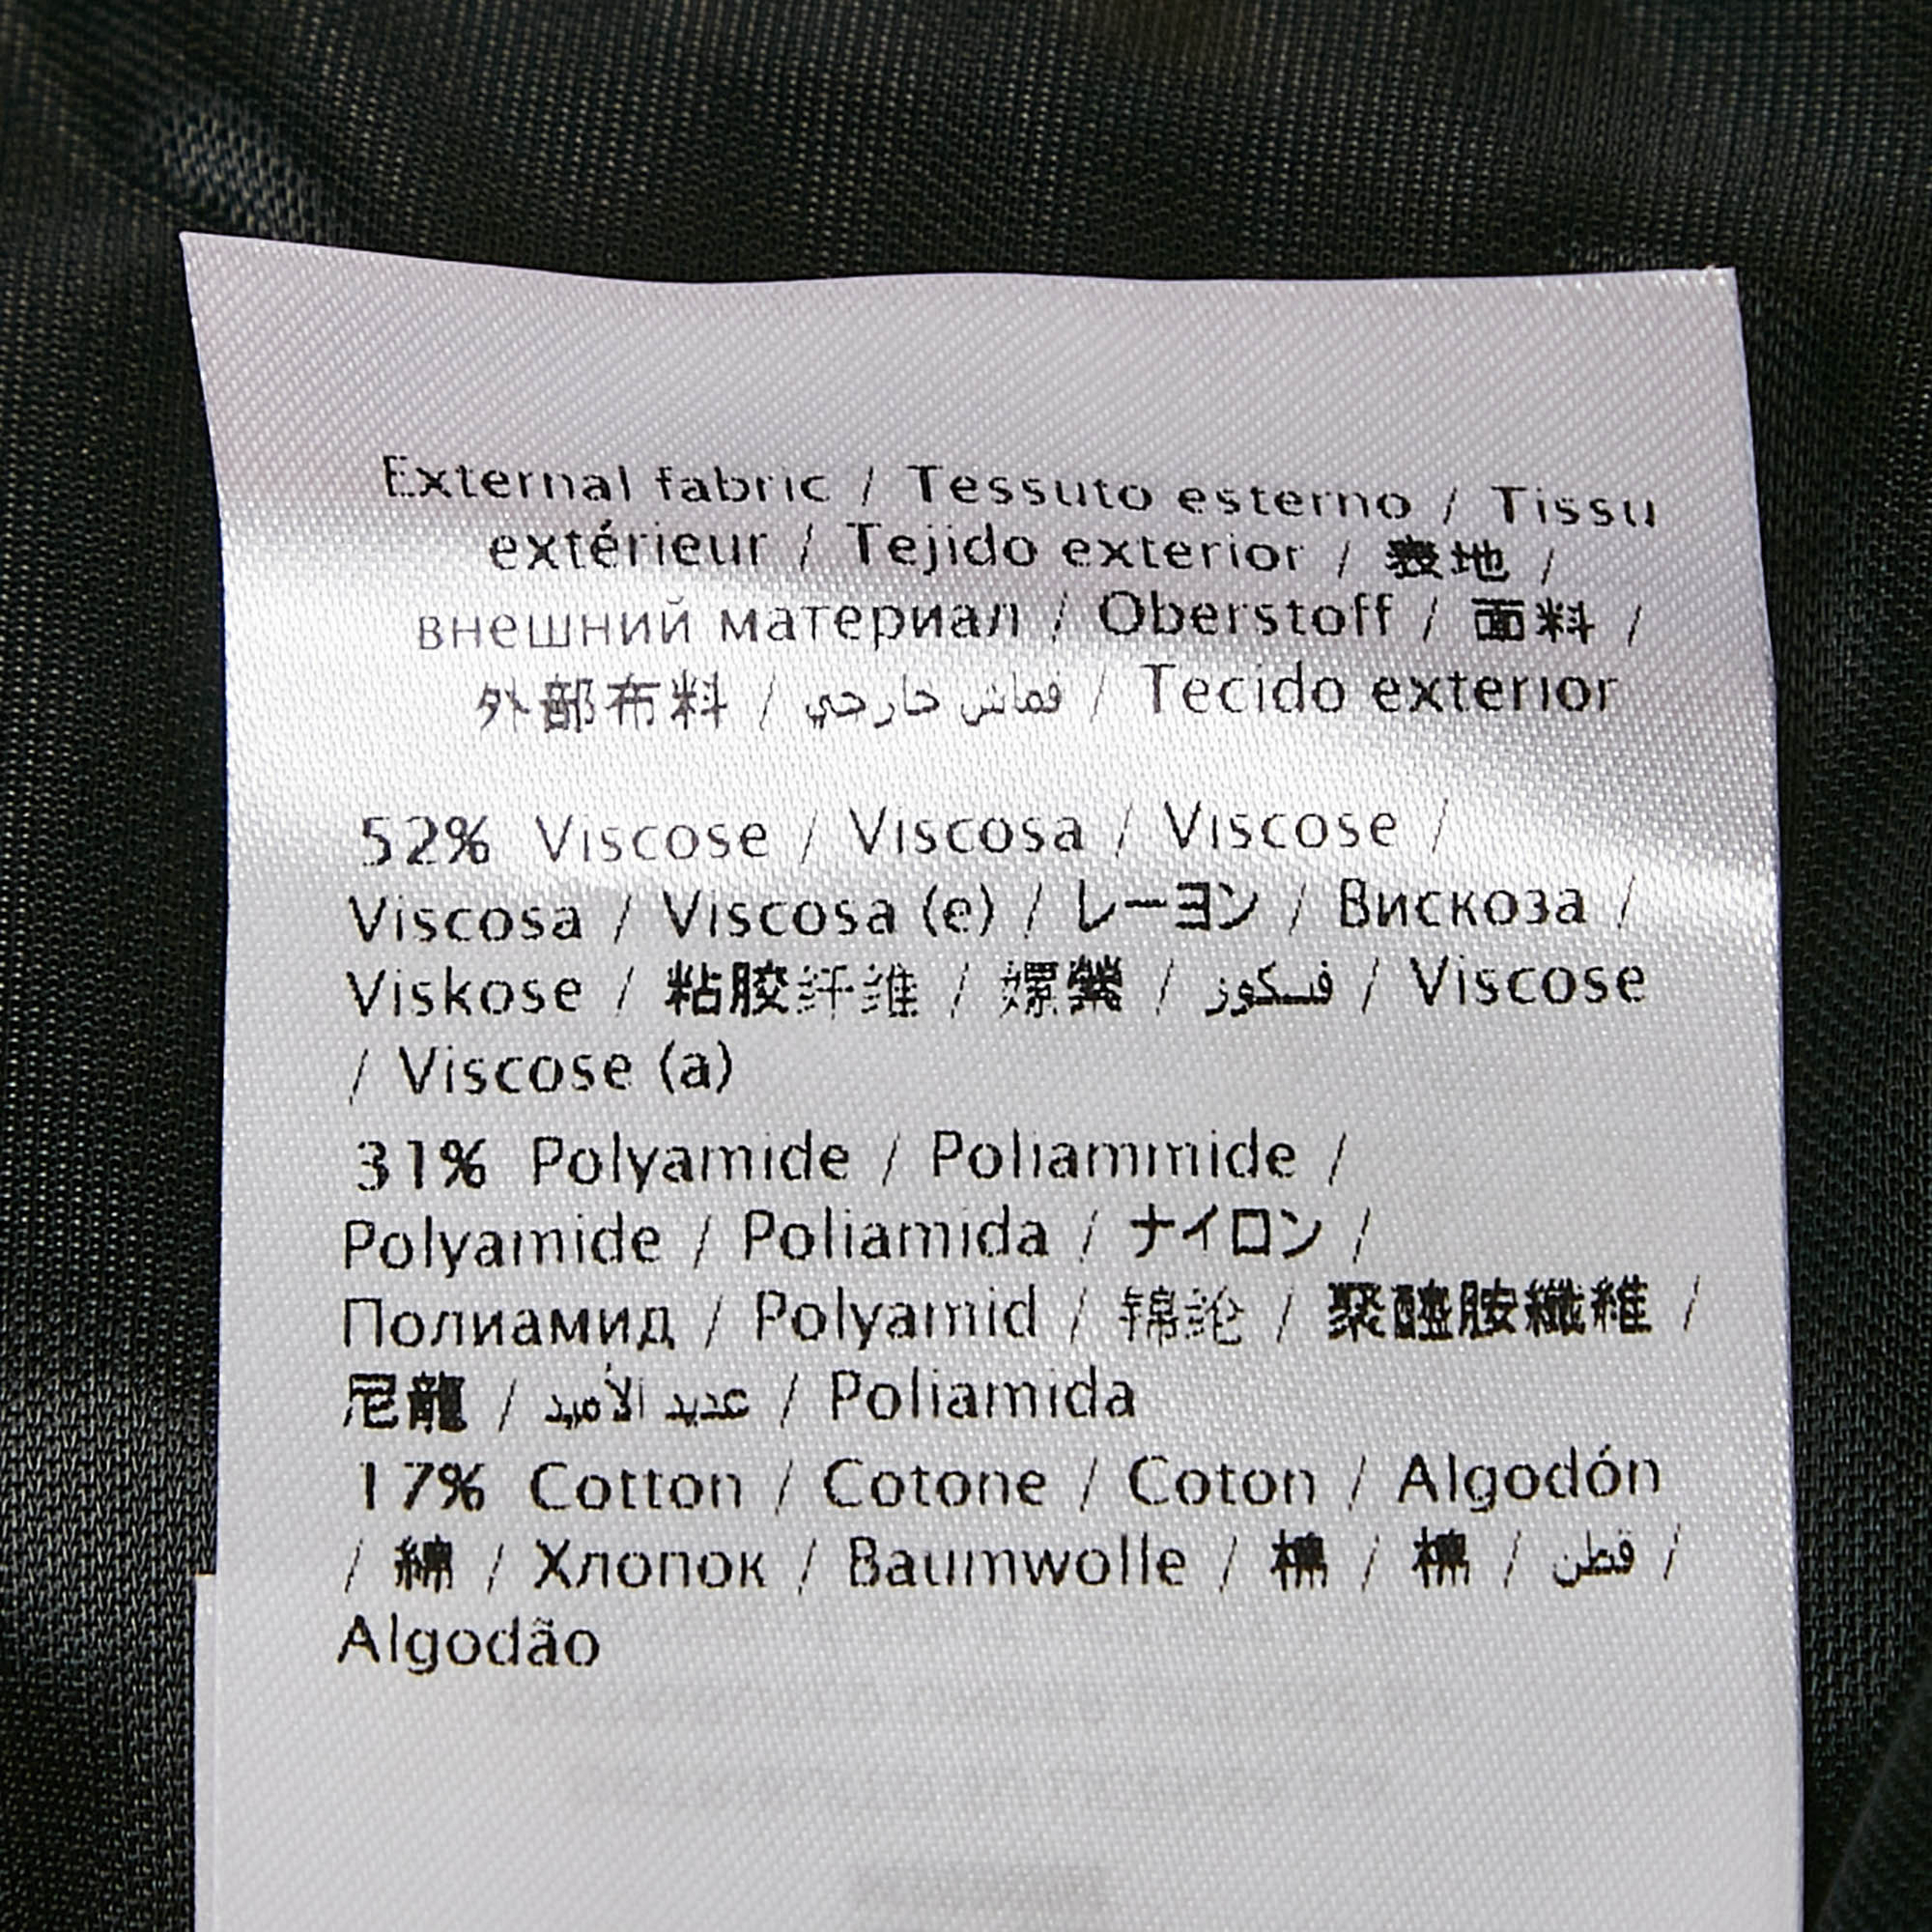 External fabric / Tessuto esterno / Tissu
extérieur / Tejido exterior / 表地 /
внешний материал / Oberstoff / 面料 /
外部布料 / قماش خارجي / Tecido exterior
52% Viscose / Viscosa / Viscose /
Viscosa / Viscosa (e) / レーヨン / Вискоза /
Viskose / 粘胶纤维 / 嫘縈 / فسكوز / Viscose
/ Viscose (a)
31% Polyamide / Poliammide /
Polyamide / Poliamida / ナイロン /
Полиамид / Polyamid / 锦纶 / 聚醯胺纖維 /
尼龍 / عديد الأميد / Poliamida
17% Cotton / Cotone / Coton / Algodón
/ 綿 / Хлопок / Baumwolle / 棉 / 棉 / قطن /
Algodão